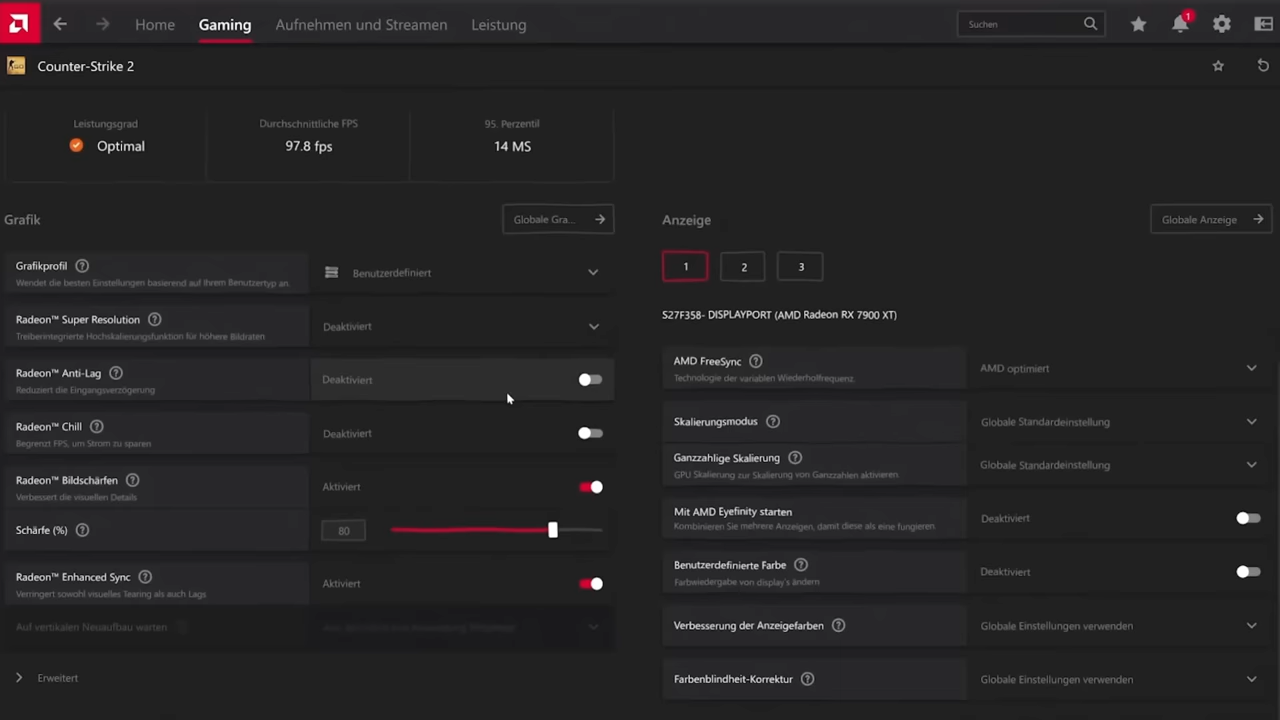 Home Gaming Aufnehmen und Streamen Leistung Suchen 1
Counter-Strike 2
Leistungsgrad Durchschnittliche FPS 95. Perzentil
Optimal 97.8 fps 14 MS
Grafik Globale Gra...
Grafikprofil Benutzerdefiniert
Wendet die besten Einstellungen basierend auf Ihrem Benutzertyp an.
Radeon™ Super Resolution Deaktiviert
Treiberintegrierte Hochskalierungsfunktion für höhere Bildraten
Radeon™ Anti-Lag Deaktiviert
Reduziert die Eingangsverzögerung
Radeon™ Chill Deaktiviert
Begrenzt FPS, um Strom zu sparen
Radeon™ Bildschärfen Aktiviert
Verbessert die visuellen Details
Schärfe (%) 80
Radeon™ Enhanced Sync Aktiviert
Verringert sowohl visuelles Tearing als auch Lags
Auf vertikalen Neuaufbau warten
Erweitert
Anzeige Globale Anzeige
1 2 3
S27F358- DISPLAYPORT (AMD Radeon RX 7900 XT)
AMD FreeSync AMD optimiert
Technologie der variablen Wiederholfrequenz.
Skalierungsmodus Globale Standardeinstellung
Ganzzahlige Skalierung Globale Standardeinstellung
GPU Skalierung zur Skalierung von Ganzzahlen aktivieren.
Mit AMD Eyefinity starten Deaktiviert
Kombinieren Sie mehrere Anzeigen, damit diese als eine fungieren.
Benutzerdefinierte Farbe Deaktiviert
Farbwiedergabe von display's ändern
Verbesserung der Anzeigefarben Globale Einstellungen verwenden
Farbenblindheit-Korrektur Globale Einstellungen verwenden